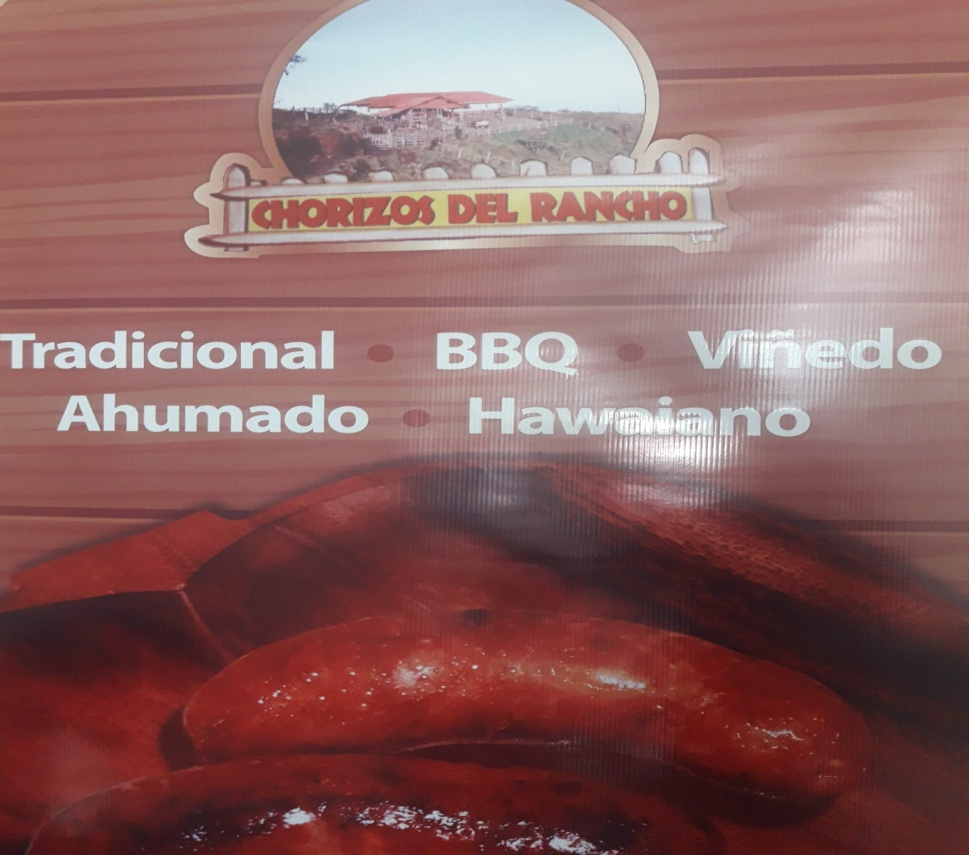 CHORIZOS DEL RANCHO
Tradicional • BBQ • Viñedo
Ahumado • Hawaiano